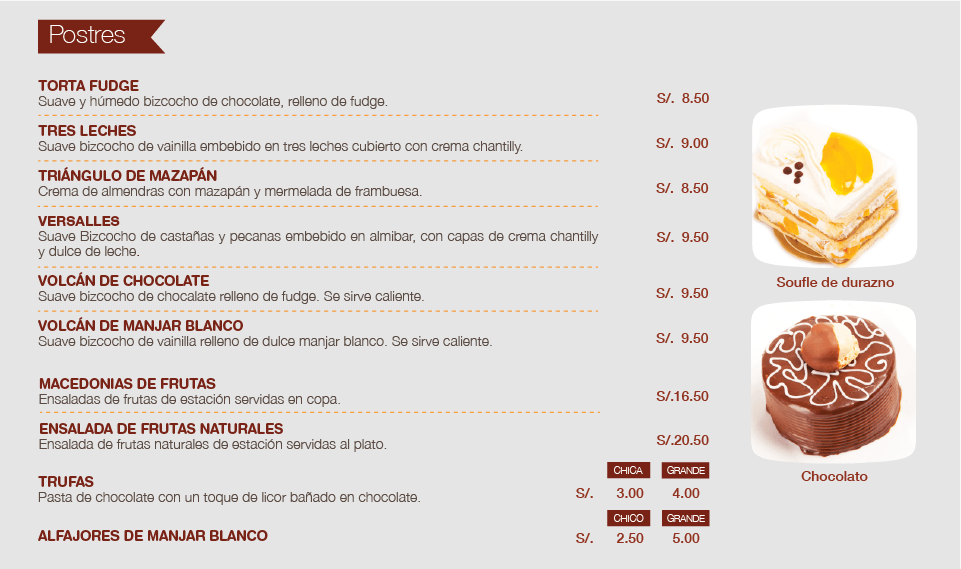 Postres
TORTA FUDGE
Suave y húmedo bizcocho de chocolate, relleno de fudge.
S/. 8.50
TRES LECHES
Suave bizcocho de vainilla embebido en tres leches cubierto con crema chantilly.
S/. 9.00
TRIÁNGULO DE MAZAPÁN
Crema de almendras con mazapán y mermelada de frambuesa.
S/. 8.50
VERSALLES
Suave Bizcocho de castañas y pecanas embebido en almibar, con capas de crema chantilly
y dulce de leche.
S/. 9.50
VOLCÁN DE CHOCOLATE
Suave bizcocho de chocalate relleno de fudge. Se sirve caliente.
S/. 9.50
VOLCÁN DE MANJAR BLANCO
Suave bizcocho de vainilla relleno de dulce manjar blanco. Se sirve caliente.
S/. 9.50
MACEDONIAS DE FRUTAS
Ensaladas de frutas de estación servidas en copa.
S/.16.50
ENSALADA DE FRUTAS NATURALES
Ensalada de frutas naturales de estación servidas al plato.
S/.20.50
CHICA GRANDE
TRUFAS
Pasta de chocolate con un toque de licor bañado en chocolate.
S/. 3.00 4.00
CHICO GRANDE
ALFAJORES DE MANJAR BLANCO
S/. 2.50 5.00
Soufle de durazno
Chocolato